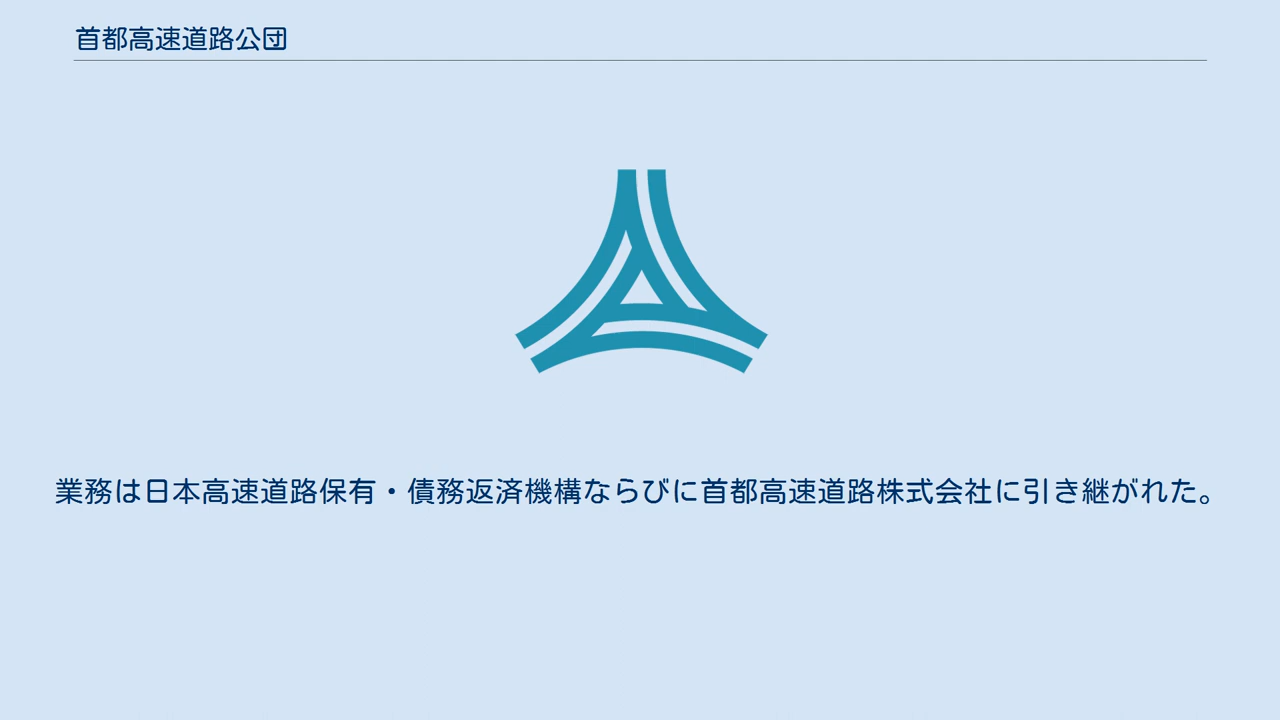 首都高速道路公団
業務は日本高速道路保有・債務返済機構ならびに首都高速道路株式会社に引き継がれた。